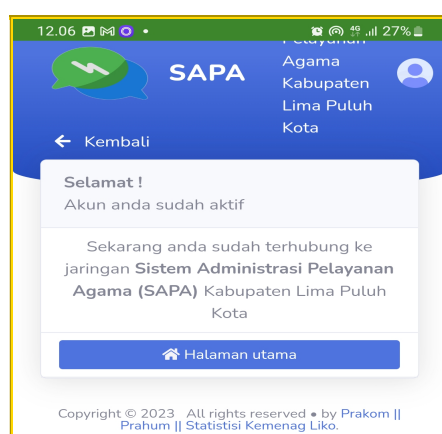 12.06
4G
27%
Pelayanan
SAPA
Agama
Kabupaten
Lima Puluh
Kota
Kembali
Selamat !
Akun anda sudah aktif
Sekarang anda sudah terhubung ke
jaringan Sistem Administrasi Pelayanan
Agama (SAPA) Kabupaten Lima Puluh
Kota
Halaman utama
Copyright © 2023 All rights reserved • by Prakom ||
Prahum || Statistisi Kemenag Liko.